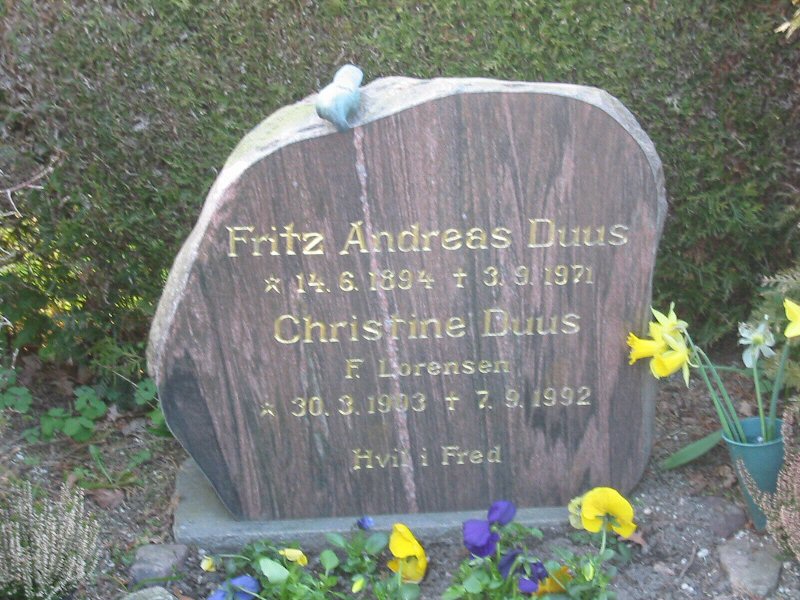 Fritz Andreas Duus
☆ 14. 6. 1894 † 3. 9. 1971
Christine Duus
F. Lorensen
☆ 30. 3. 1903 † 7. 9. 1992
Hvil i Fred